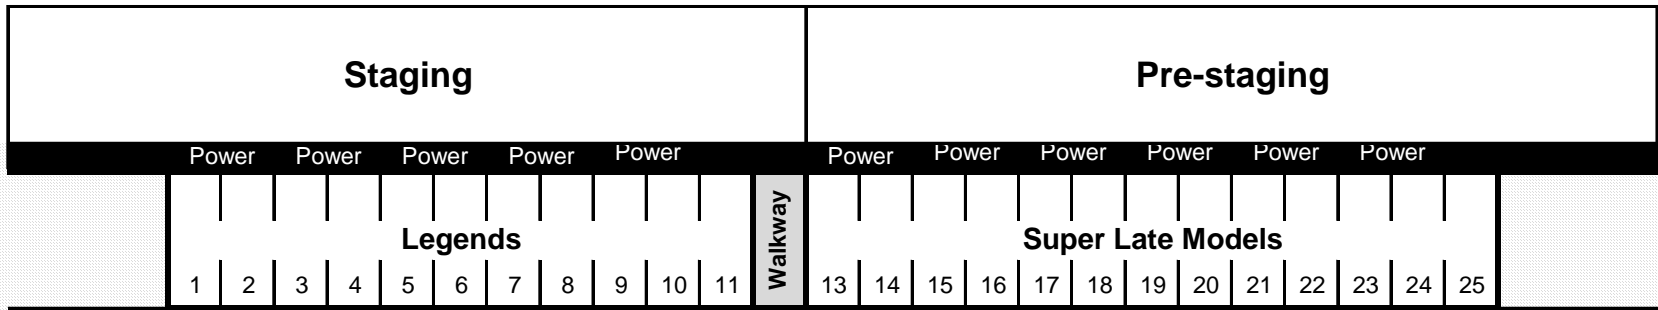 Staging Pre-staging
Power Power Power Power Power Power Power Power Power Power Power
Legends Walkway Super Late Models
1 2 3 4 5 6 7 8 9 10 11 13 14 15 16 17 18 19 20 21 22 23 24 25